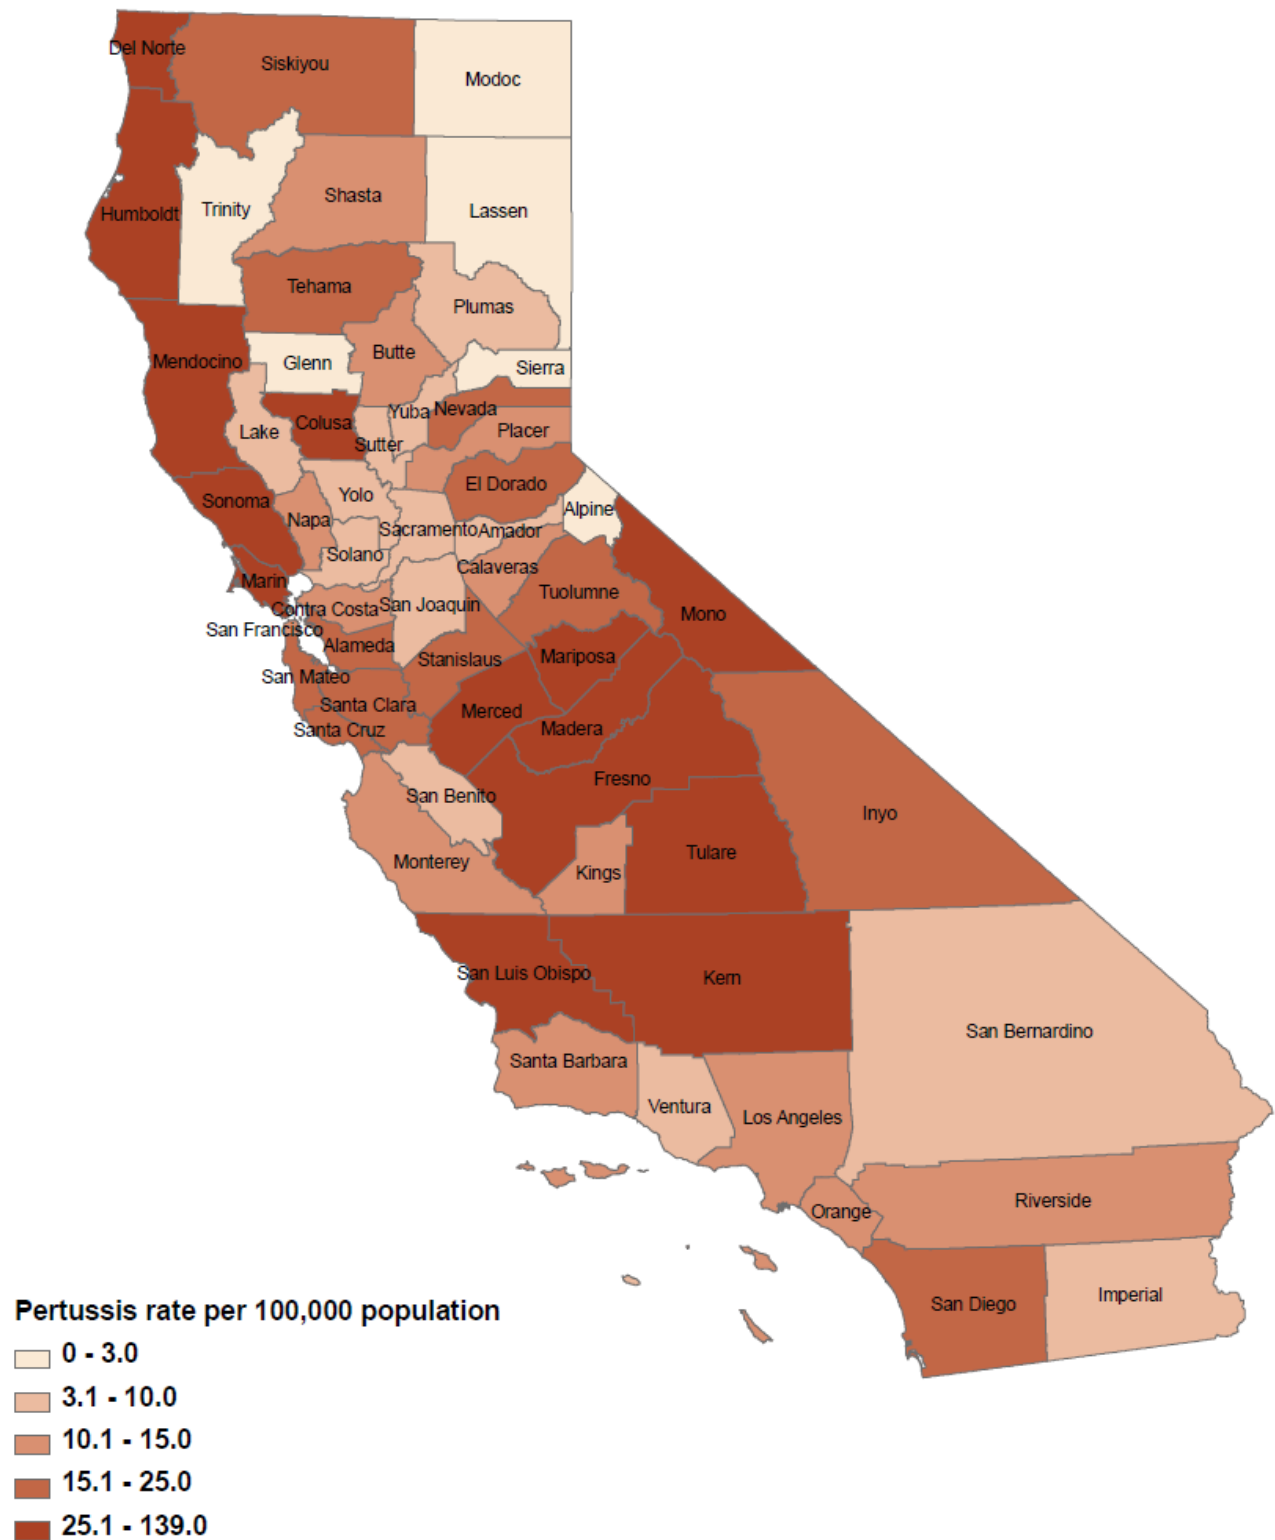 Del Norte
Siskiyou
Modoc
Humboldt
Trinity
Shasta
Lassen
Tehama
Plumas
Mendocino
Glenn
Butte
Sierra
Lake
Colusa
Sutter
Yuba
Nevada
Placer
Sonoma
Napa
Yolo
El Dorado
Sacramento
Amador
Alpine
Solano
Marin
Calaveras
Contra Costa
San Joaquin
Tuolumne
Mono
San Francisco
Alameda
Stanislaus
Mariposa
San Mateo
Santa Clara
Merced
Santa Cruz
Madera
Fresno
San Benito
Inyo
Monterey
Kings
Tulare
San Luis Obispo
Kern
San Bernardino
Santa Barbara
Ventura
Los Angeles
Orange
Riverside
San Diego
Imperial
Pertussis rate per 100,000 population
0 - 3.0
3.1 - 10.0
10.1 - 15.0
15.1 - 25.0
25.1 - 139.0